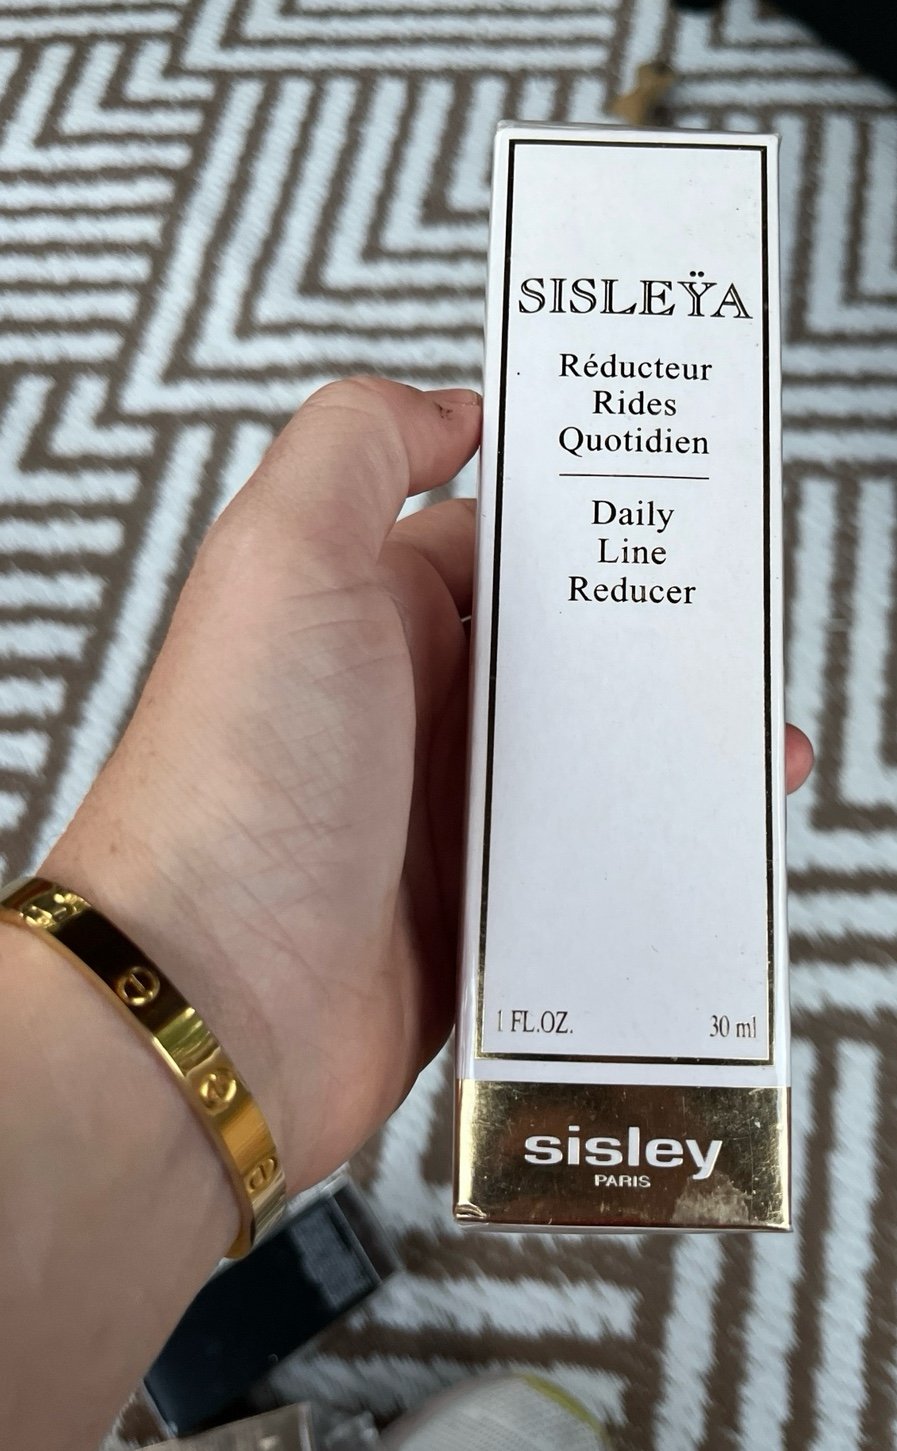 SISLEŸA
Réducteur
Rides
Quotidien
Daily
Line
Reducer
1 FL.OZ. 30 ml
sisley
PARIS